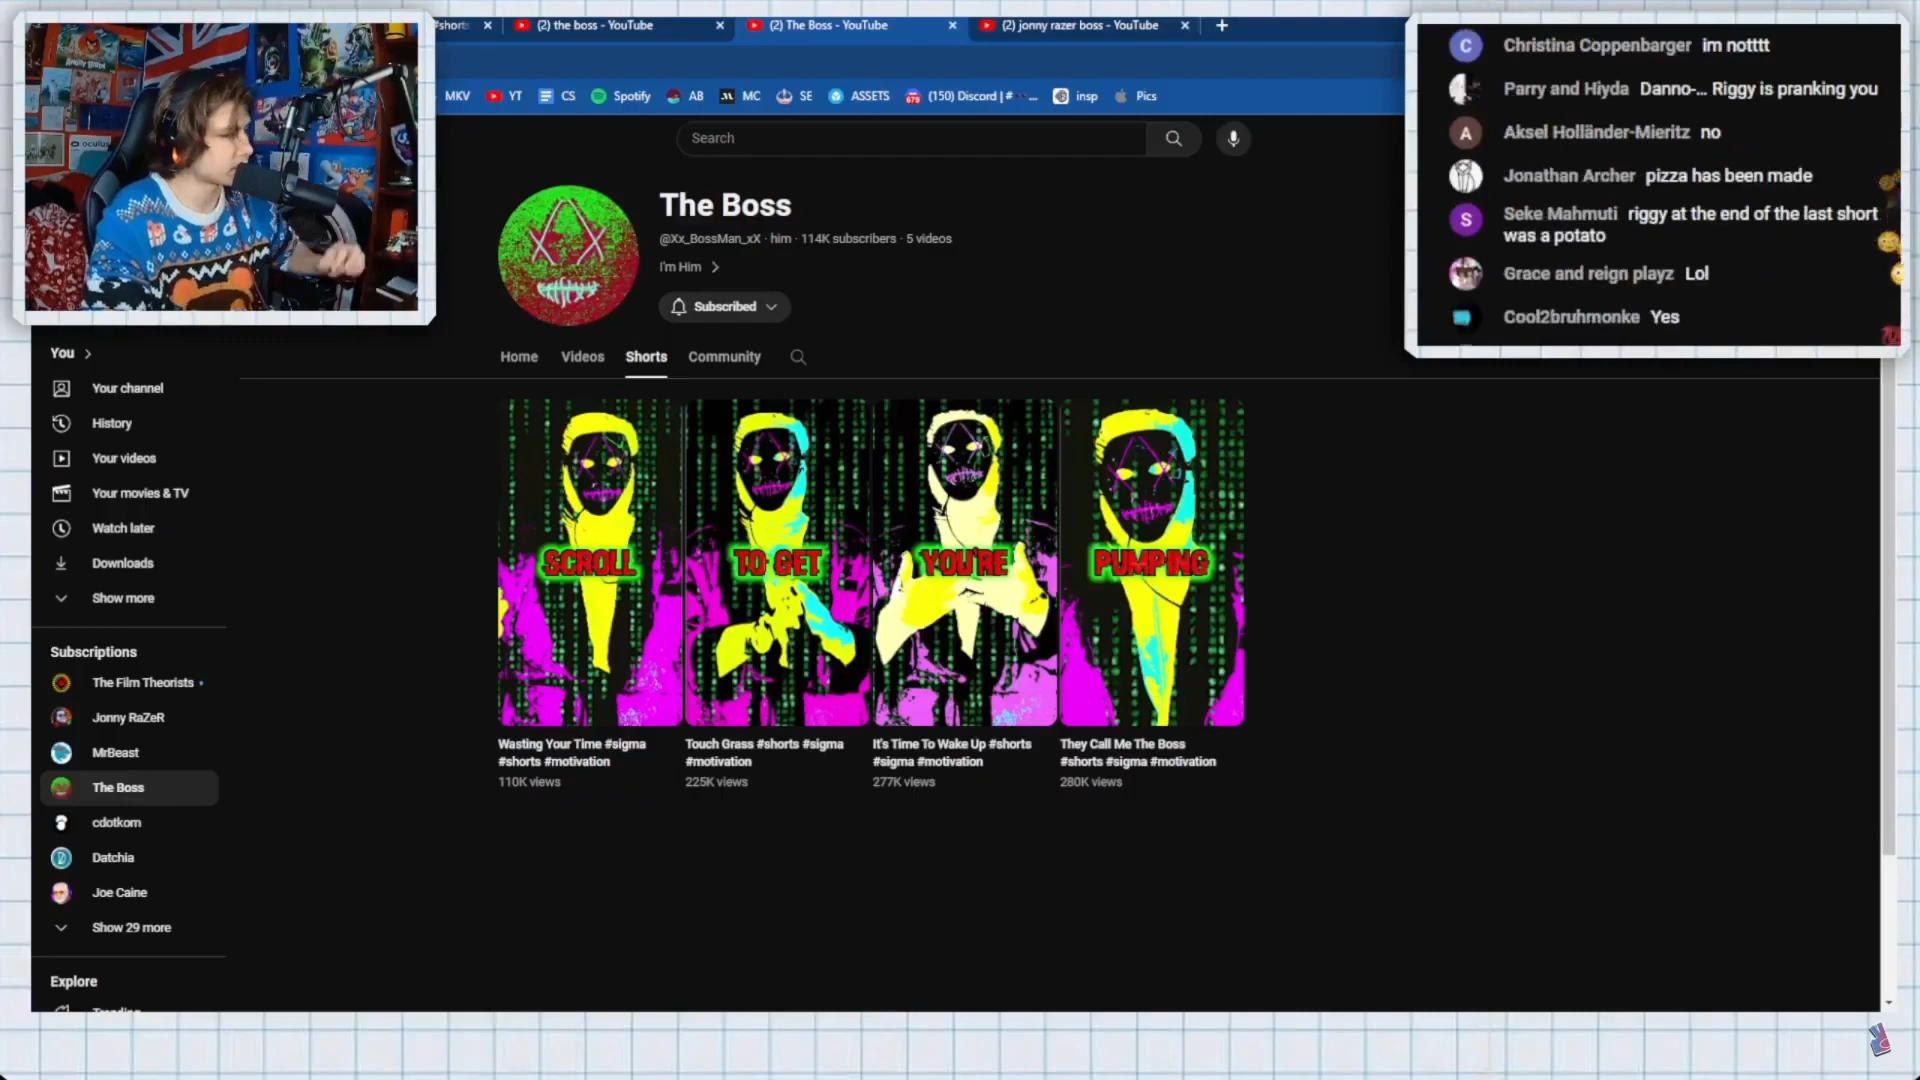 #shorts
(2) the boss - YouTube
(2) The Boss - YouTube
(2) jonny razer boss - YouTube
MKV
YT
CS
Spotify
AB
MC
SE
ASSETS
(150) Discord | #
insp
Pics
Search
The Boss
@Xx_BossMan_xX · him · 114K subscribers · 5 videos
I'm Him
Subscribed
Home
Videos
Shorts
Community
You
Your channel
History
Your videos
Your movies & TV
Watch later
Downloads
Show more
Subscriptions
The Film Theorists
Jonny RaZeR
MrBeast
The Boss
cdotkom
Datchia
Joe Caine
Show 29 more
Explore
SCROLL
TO GET
YOU'RE
PUMPING
Wasting Your Time #sigma
#shorts #motivation
110K views
Touch Grass #shorts #sigma
#motivation
225K views
It's Time To Wake Up #shorts
#sigma #motivation
277K views
They Call Me The Boss
#shorts #sigma #motivation
280K views
C
Christina Coppenbarger im notttt
Parry and Hiyda Danno-... Riggy is pranking you
A
Aksel Holländer-Mieritz no
Jonathan Archer pizza has been made
S
Seke Mahmuti riggy at the end of the last short
was a potato
Grace and reign playz Lol
Cool2bruhmonke Yes
oculus